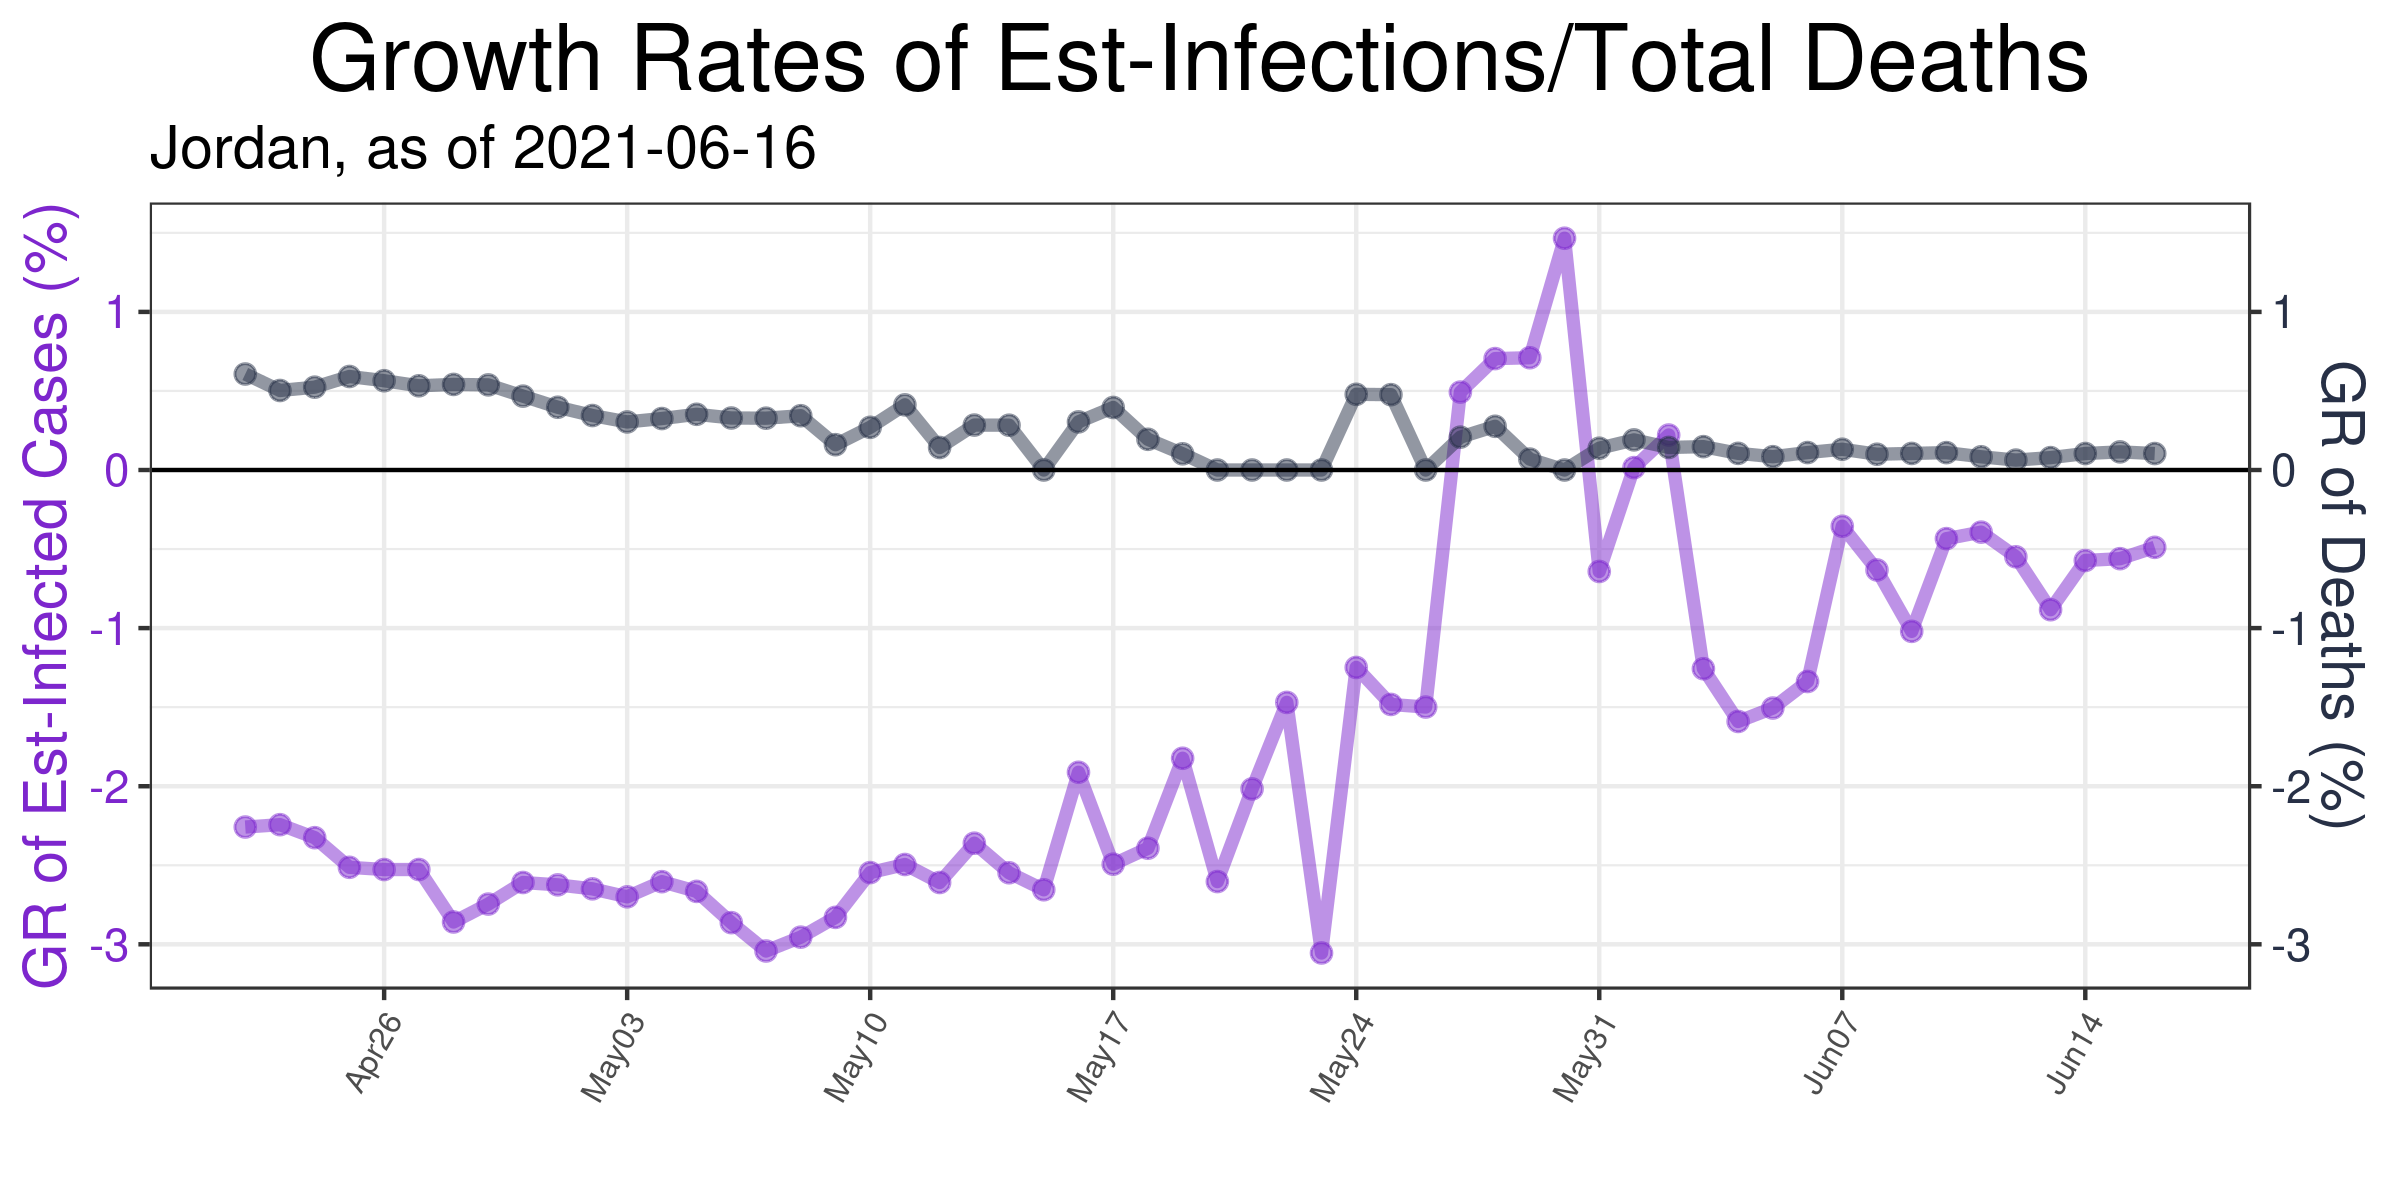 Growth Rates of Est-Infections/Total Deaths
Jordan, as of 2021-06-16
GR of Est-Infected Cases (%)
1
0
-1
-2
-3
1
0
-1
-2
-3
GR of Deaths (%)
Apr26
May03
May10
May17
May24
May31
Jun07
Jun14